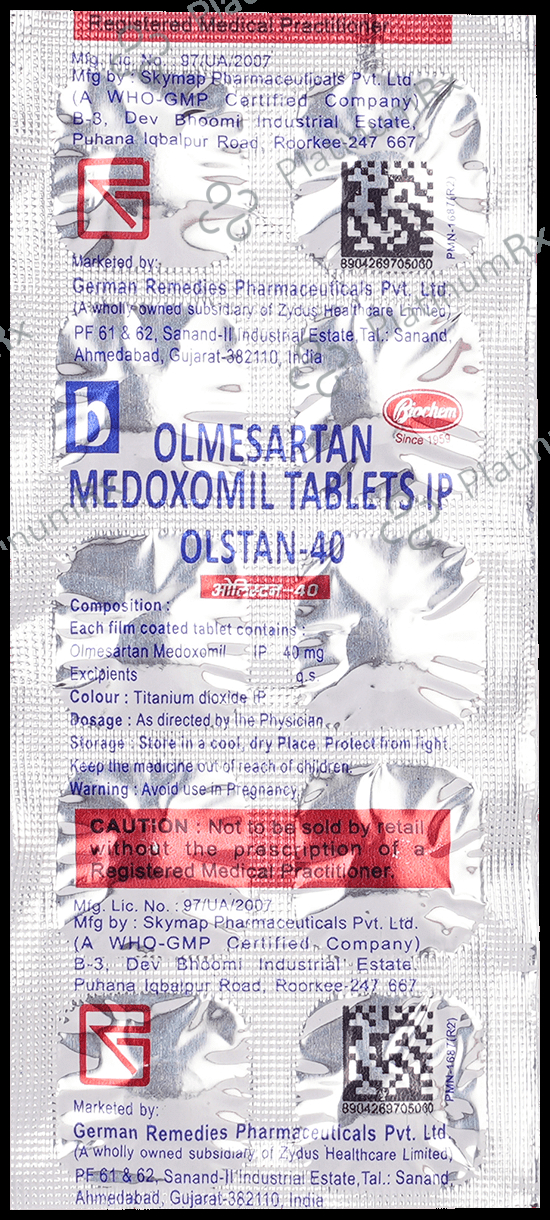 Registered Medical Practitioner.
Mfg. Lic. No. : 97/UA/2007
Mfg by : Skymap Pharmaceuticals Pvt. Ltd.
(A WHO-GMP Certified Company)
B-3, Dev Bhoomi Industrial Estate,
Puhana Iqbalpur Road, Roorkee-247 667
PMN-1687(R2)
8904269705060
Marketed by:
German Remedies Pharmaceuticals Pvt. Ltd.
(A wholly owned subsidiary of Zydus Healthcare Limited)
PF 61 & 62, Sanand-II Industrial Estate, Tal.: Sanand,
Ahmedabad, Gujarat-382110, India
b
Biochem
Since 1959
OLMESARTAN
MEDOXOMIL TABLETS IP
OLSTAN-40
ओलिस्टन-40
Composition :
Each film coated tablet contains :
Olmesartan Medoxomil IP 40 mg
Excipients q.s.
Colour : Titanium dioxide IP
Dosage : As directed by the Physician.
Storage : Store in a cool, dry Place. Protect from light.
Keep the medicine out of reach of children.
Warning : Avoid use in Pregnancy
CAUTION : Not to be sold by retail
without the prescription of a
Registered Medical Practitioner.
Mfg. Lic. No. : 97/UA/2007
Mfg by : Skymap Pharmaceuticals Pvt. Ltd.
(A WHO-GMP Certified Company)
B-3, Dev Bhoomi Industrial Estate,
Puhana Iqbalpur Road, Roorkee-247 667
PMN-1687(R2)
8904269705060
Marketed by:
German Remedies Pharmaceuticals Pvt. Ltd.
(A wholly owned subsidiary of Zydus Healthcare Limited)
PF 61 & 62, Sanand-II Industrial Estate, Tal.: Sanand,
Ahmedabad, Gujarat-382110, India
PlatinumRx